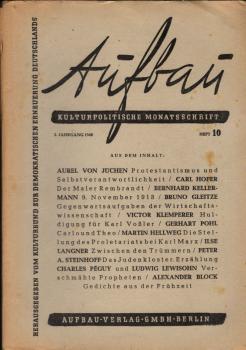 HERAUSGEGEBEN VOM KULTURBUND ZUR DEMOKRATISCHEN ERNEUERUNG DEUTSCHLANDS
Aufbau
KULTURPOLITISCHE MONATSSCHRIFT
2. JAHRGANG 1946
HEFT 10
AUS DEM INHALT:
AUREL VON JÜCHEN Protestantismus und
Selbstverantwortlichkeit / CARL HOFER
Der Maler Rembrandt / BERNHARD KELLER-
MANN 9. November 1918 / BRUNO GLEITZE
Gegenwartsaufgaben der Wirtschafts-
wissenschaft / VICTOR KLEMPERER Hul-
digung für Karl Voßler / GERHART POHL
Carlo und Theo / MARTIN HELLWEG Die Stel-
lung des Proletariats bei Karl Marx / ILSE
LANGNER Zwischen den Trümmern / PETER
A. STEINHOFF Das Judenkloster. Erzählung
CHARLES PÉGUY und LUDWIG LEWISOHN Ver-
schmähte Propheten / ALEXANDER BLOCK
Gedichte aus der Frühzeit
AUFBAU-VERLAG-GMBH-BERLIN